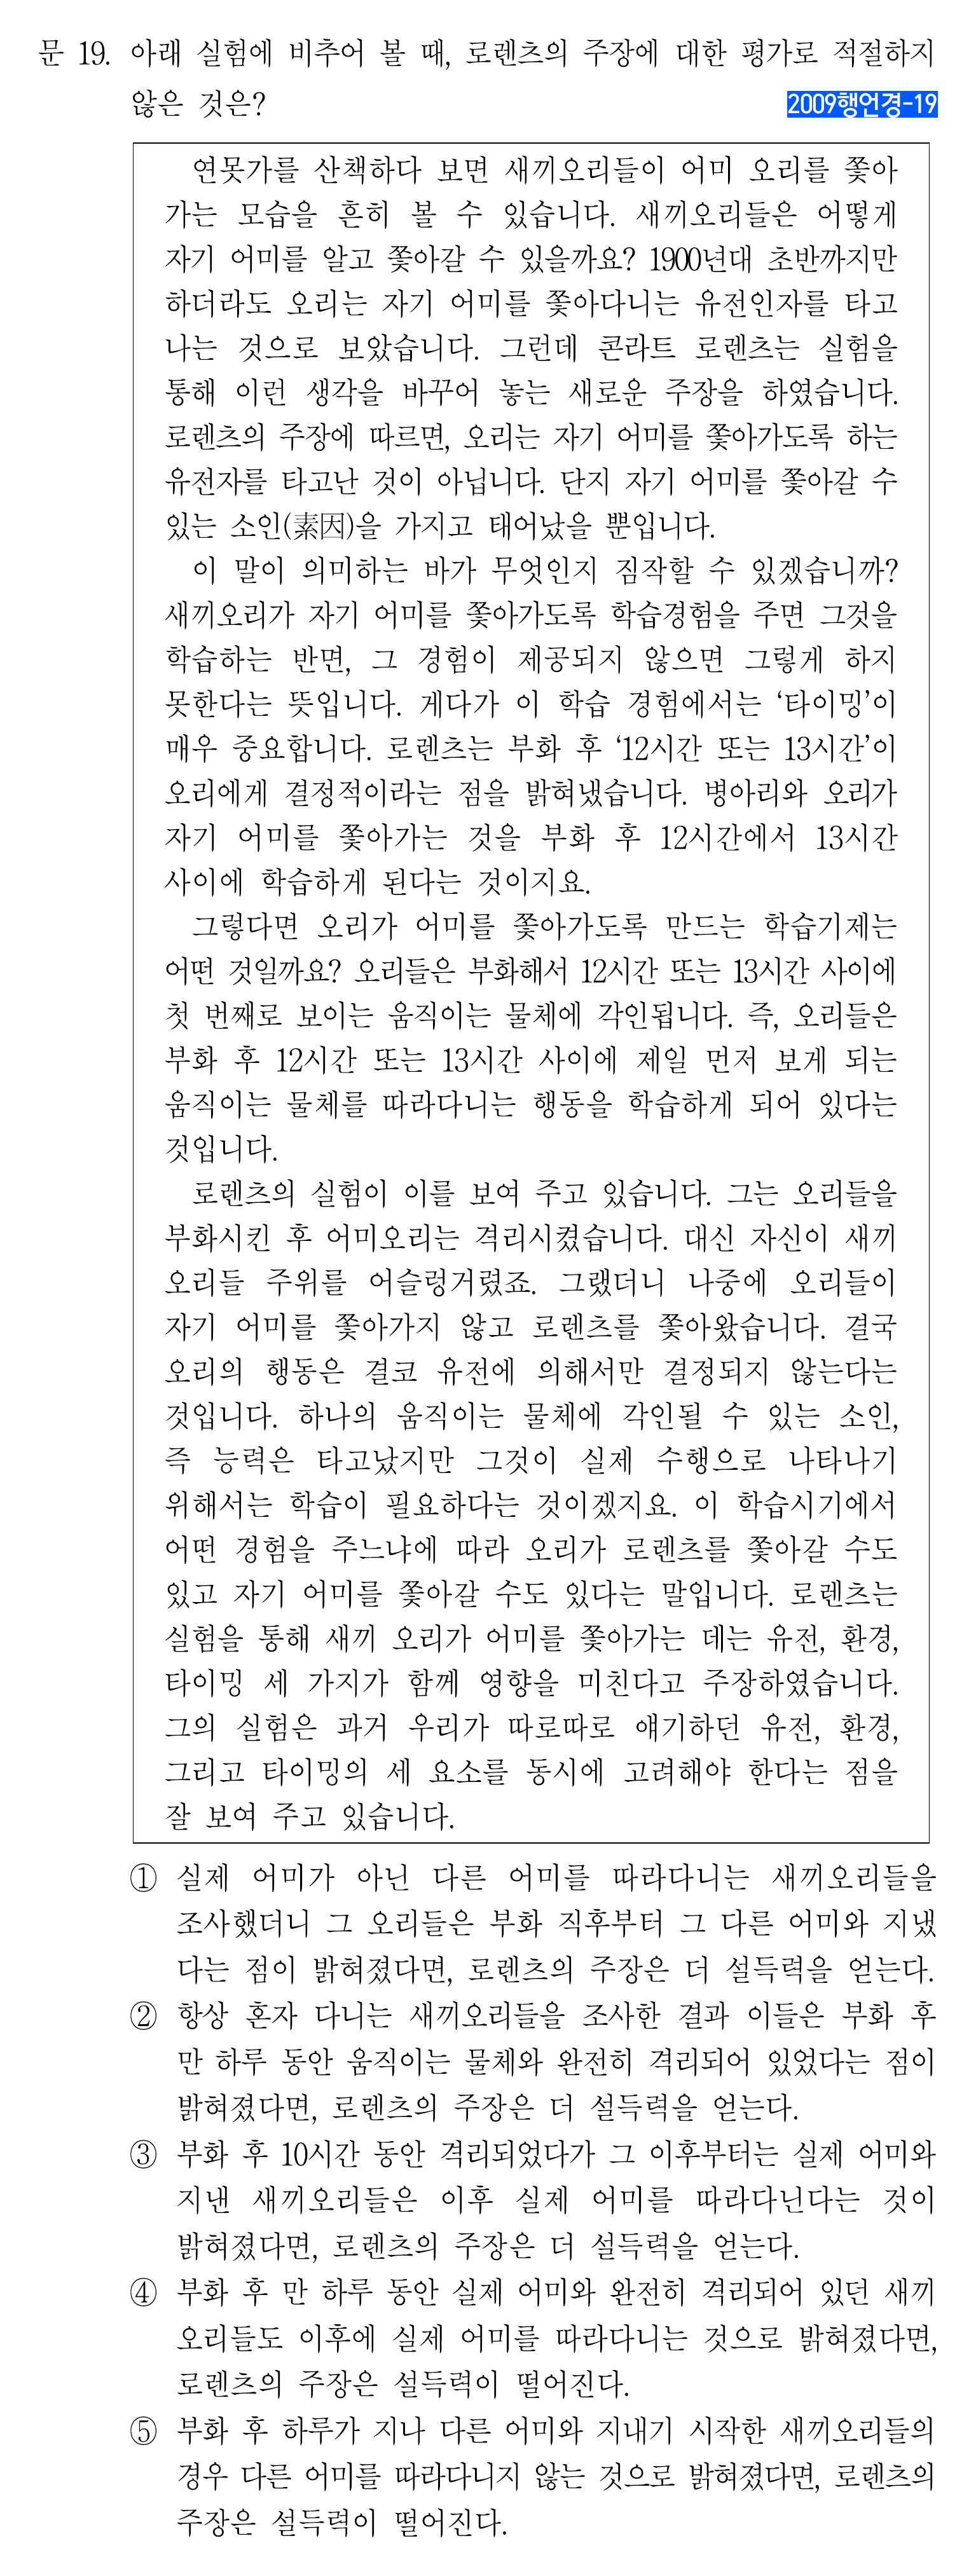 문 19. 아래 실험에 비추어 볼 때, 로렌츠의 주장에 대한 평가로 적절하지
않은 것은? 2009행언경-19
연못가를 산책하다 보면 새끼오리들이 어미 오리를 쫓아
가는 모습을 흔히 볼 수 있습니다. 새끼오리들은 어떻게
자기 어미를 알고 쫓아갈 수 있을까요? 1900년대 초반까지만
하더라도 오리는 자기 어미를 쫓아다니는 유전인자를 타고
나는 것으로 보았습니다. 그런데 콘라트 로렌츠는 실험을
통해 이런 생각을 바꾸어 놓는 새로운 주장을 하였습니다.
로렌츠의 주장에 따르면, 오리는 자기 어미를 쫓아가도록 하는
유전자를 타고난 것이 아닙니다. 단지 자기 어미를 쫓아갈 수
있는 소인(素因)을 가지고 태어났을 뿐입니다.
이 말이 의미하는 바가 무엇인지 짐작할 수 있겠습니까?
새끼오리가 자기 어미를 쫓아가도록 학습경험을 주면 그것을
학습하는 반면, 그 경험이 제공되지 않으면 그렇게 하지
못한다는 뜻입니다. 게다가 이 학습 경험에서는 ‘타이밍’이
매우 중요합니다. 로렌츠는 부화 후 ‘12시간 또는 13시간’이
오리에게 결정적이라는 점을 밝혀냈습니다. 병아리와 오리가
자기 어미를 쫓아가는 것을 부화 후 12시간에서 13시간
사이에 학습하게 된다는 것이지요.
그렇다면 오리가 어미를 쫓아가도록 만드는 학습기제는
어떤 것일까요? 오리들은 부화해서 12시간 또는 13시간 사이에
첫 번째로 보이는 움직이는 물체에 각인됩니다. 즉, 오리들은
부화 후 12시간 또는 13시간 사이에 제일 먼저 보게 되는
움직이는 물체를 따라다니는 행동을 학습하게 되어 있다는
것입니다.
로렌츠의 실험이 이를 보여 주고 있습니다. 그는 오리들을
부화시킨 후 어미오리는 격리시켰습니다. 대신 자신이 새끼
오리들 주위를 어슬렁거렸죠. 그랬더니 나중에 오리들이
자기 어미를 쫓아가지 않고 로렌츠를 쫓아왔습니다. 결국
오리의 행동은 결코 유전에 의해서만 결정되지 않는다는
것입니다. 하나의 움직이는 물체에 각인될 수 있는 소인,
즉 능력은 타고났지만 그것이 실제 수행으로 나타나기
위해서는 학습이 필요하다는 것이겠지요. 이 학습시기에서
어떤 경험을 주느냐에 따라 오리가 로렌츠를 쫓아갈 수도
있고 자기 어미를 쫓아갈 수도 있다는 말입니다. 로렌츠는
실험을 통해 새끼 오리가 어미를 쫓아가는 데는 유전, 환경,
타이밍 세 가지가 함께 영향을 미친다고 주장하였습니다.
그의 실험은 과거 우리가 따로따로 얘기하던 유전, 환경,
그리고 타이밍의 세 요소를 동시에 고려해야 한다는 점을
잘 보여 주고 있습니다.
① 실제 어미가 아닌 다른 어미를 따라다니는 새끼오리들을
조사했더니 그 오리들은 부화 직후부터 그 다른 어미와 지냈
다는 점이 밝혀졌다면, 로렌츠의 주장은 더 설득력을 얻는다.
② 항상 혼자 다니는 새끼오리들을 조사한 결과 이들은 부화 후
만 하루 동안 움직이는 물체와 완전히 격리되어 있었다는 점이
밝혀졌다면, 로렌츠의 주장은 더 설득력을 얻는다.
③ 부화 후 10시간 동안 격리되었다가 그 이후부터는 실제 어미와
지낸 새끼오리들은 이후 실제 어미를 따라다닌다는 것이
밝혀졌다면, 로렌츠의 주장은 더 설득력을 얻는다.
④ 부화 후 만 하루 동안 실제 어미와 완전히 격리되어 있던 새끼
오리들도 이후에 실제 어미를 따라다니는 것으로 밝혀졌다면,
로렌츠의 주장은 설득력이 떨어진다.
⑤ 부화 후 하루가 지나 다른 어미와 지내기 시작한 새끼오리들의
경우 다른 어미를 따라다니지 않는 것으로 밝혀졌다면, 로렌츠의
주장은 설득력이 떨어진다.